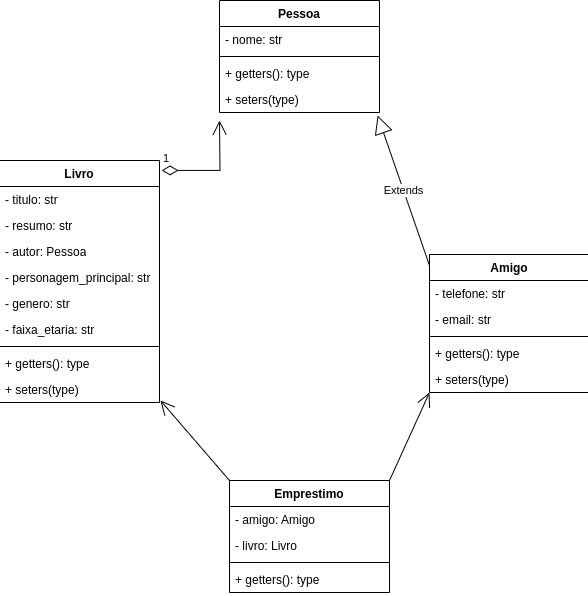 Pessoa
- nome: str
+ getters(): type
+ seters(type)
1
Livro
- titulo: str
- resumo: str
- autor: Pessoa
- personagem_principal: str
- genero: str
- faixa_etaria: str
+ getters(): type
+ seters(type)
Extends
Amigo
- telefone: str
- email: str
+ getters(): type
+ seters(type)
Emprestimo
- amigo: Amigo
- livro: Livro
+ getters(): type